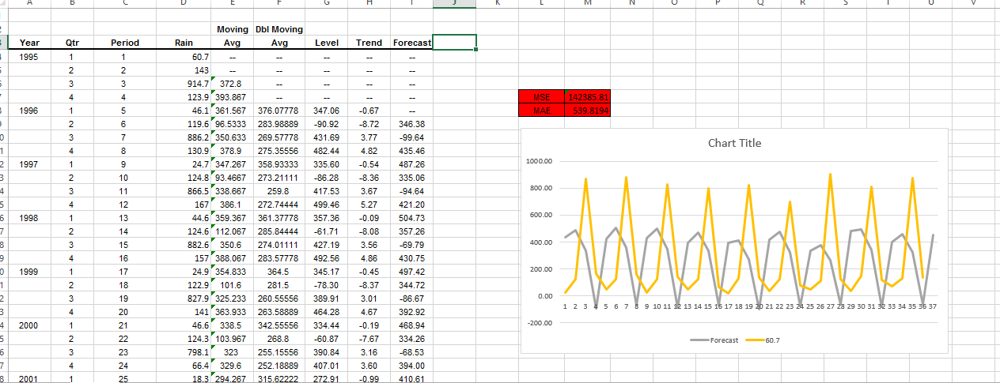 A B C D E F G H I J K L M N O P Q R S T U V
Moving Dbl Moving
Year Qtr Period Rain Avg Avg Level Trend Forecast
1995 1 1 60.7 -- -- -- -- --
2 2 143 -- -- -- -- --
3 3 914.7 372.8 -- -- -- --
4 4 123.9 393.867 -- -- -- -- MSE 142385.81
1996 1 5 46.1 361.567 376.07778 347.06 -0.67 -- MAE 539.8194
2 6 119.6 96.5333 283.98889 -90.92 -8.72 346.38
3 7 886.2 350.633 269.57778 431.69 3.77 -99.64
4 8 130.9 378.9 275.35556 482.44 4.82 435.46
1997 1 9 24.7 347.267 358.93333 335.60 -0.54 487.26
2 10 124.8 93.4667 273.21111 -86.28 -8.36 335.06
3 11 866.5 338.667 259.8 417.53 3.67 -94.64
4 12 167 386.1 272.74444 499.46 5.27 421.20
1998 1 13 44.6 359.367 361.37778 357.36 -0.09 504.73
2 14 124.6 112.067 285.84444 -61.71 -8.08 357.26
3 15 882.6 350.6 274.01111 427.19 3.56 -69.79
4 16 157 388.067 283.57778 492.56 4.86 430.75
1999 1 17 24.9 354.833 364.5 345.17 -0.45 497.42
2 18 122.9 101.6 281.5 -78.30 -8.37 344.72
3 19 827.9 325.233 260.55556 389.91 3.01 -86.67
4 20 141 363.933 263.58889 464.28 4.67 392.92
2000 1 21 46.6 338.5 342.55556 334.44 -0.19 468.94
2 22 124.3 103.967 268.8 -60.87 -7.67 334.26
3 23 798.1 323 255.15556 390.84 3.16 -68.53
4 24 66.4 329.6 252.18889 407.01 3.60 394.00
2001 1 25 18.3 294.267 315.62222 272.91 -0.99 410.61
Chart Title
1000.00
800.00
600.00
400.00
200.00
0.00
1 2 3 4 5 6 7 8 9 10 11 12 13 14 15 16 17 18 19 20 21 22 23 24 25 26 27 28 29 30 31 32 33 34 35 36 37
-200.00
Forecast 60.7